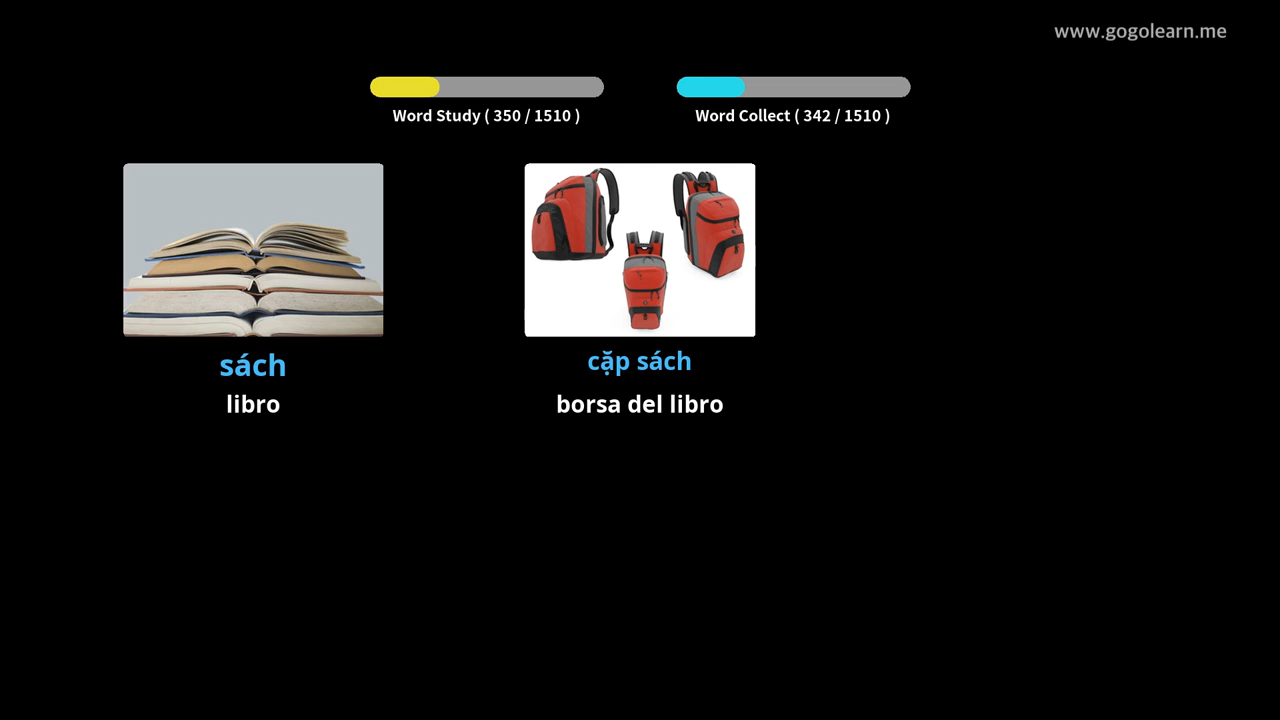 www.gogolearn.me
Word Study ( 350 / 1510 )
Word Collect ( 342 / 1510 )
sách
libro
cặp sách
borsa del libro